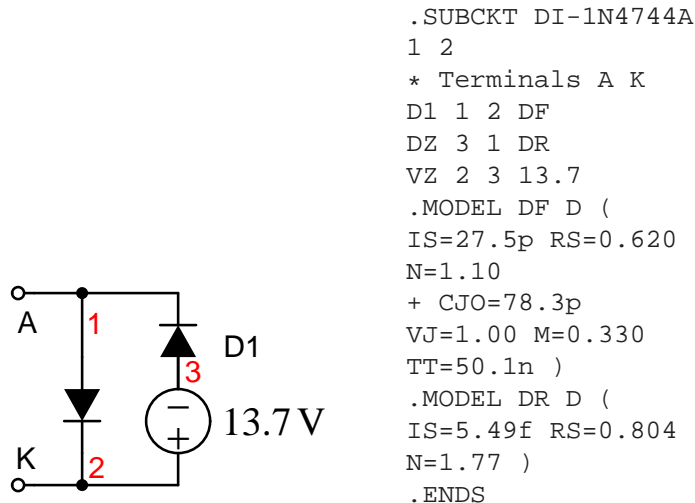 .SUBCKT DI-1N4744A
1 2
* Terminals A K
D1 1 2 DF
DZ 3 1 DR
VZ 2 3 13.7
.MODEL DF D (
IS=27.5p RS=0.620
N=1.10
+ CJO=78.3p
VJ=1.00 M=0.330
TT=50.1n )
.MODEL DR D (
IS=5.49f RS=0.804
N=1.77 )
.ENDS
A
1
D1
3
13.7 V
K
2